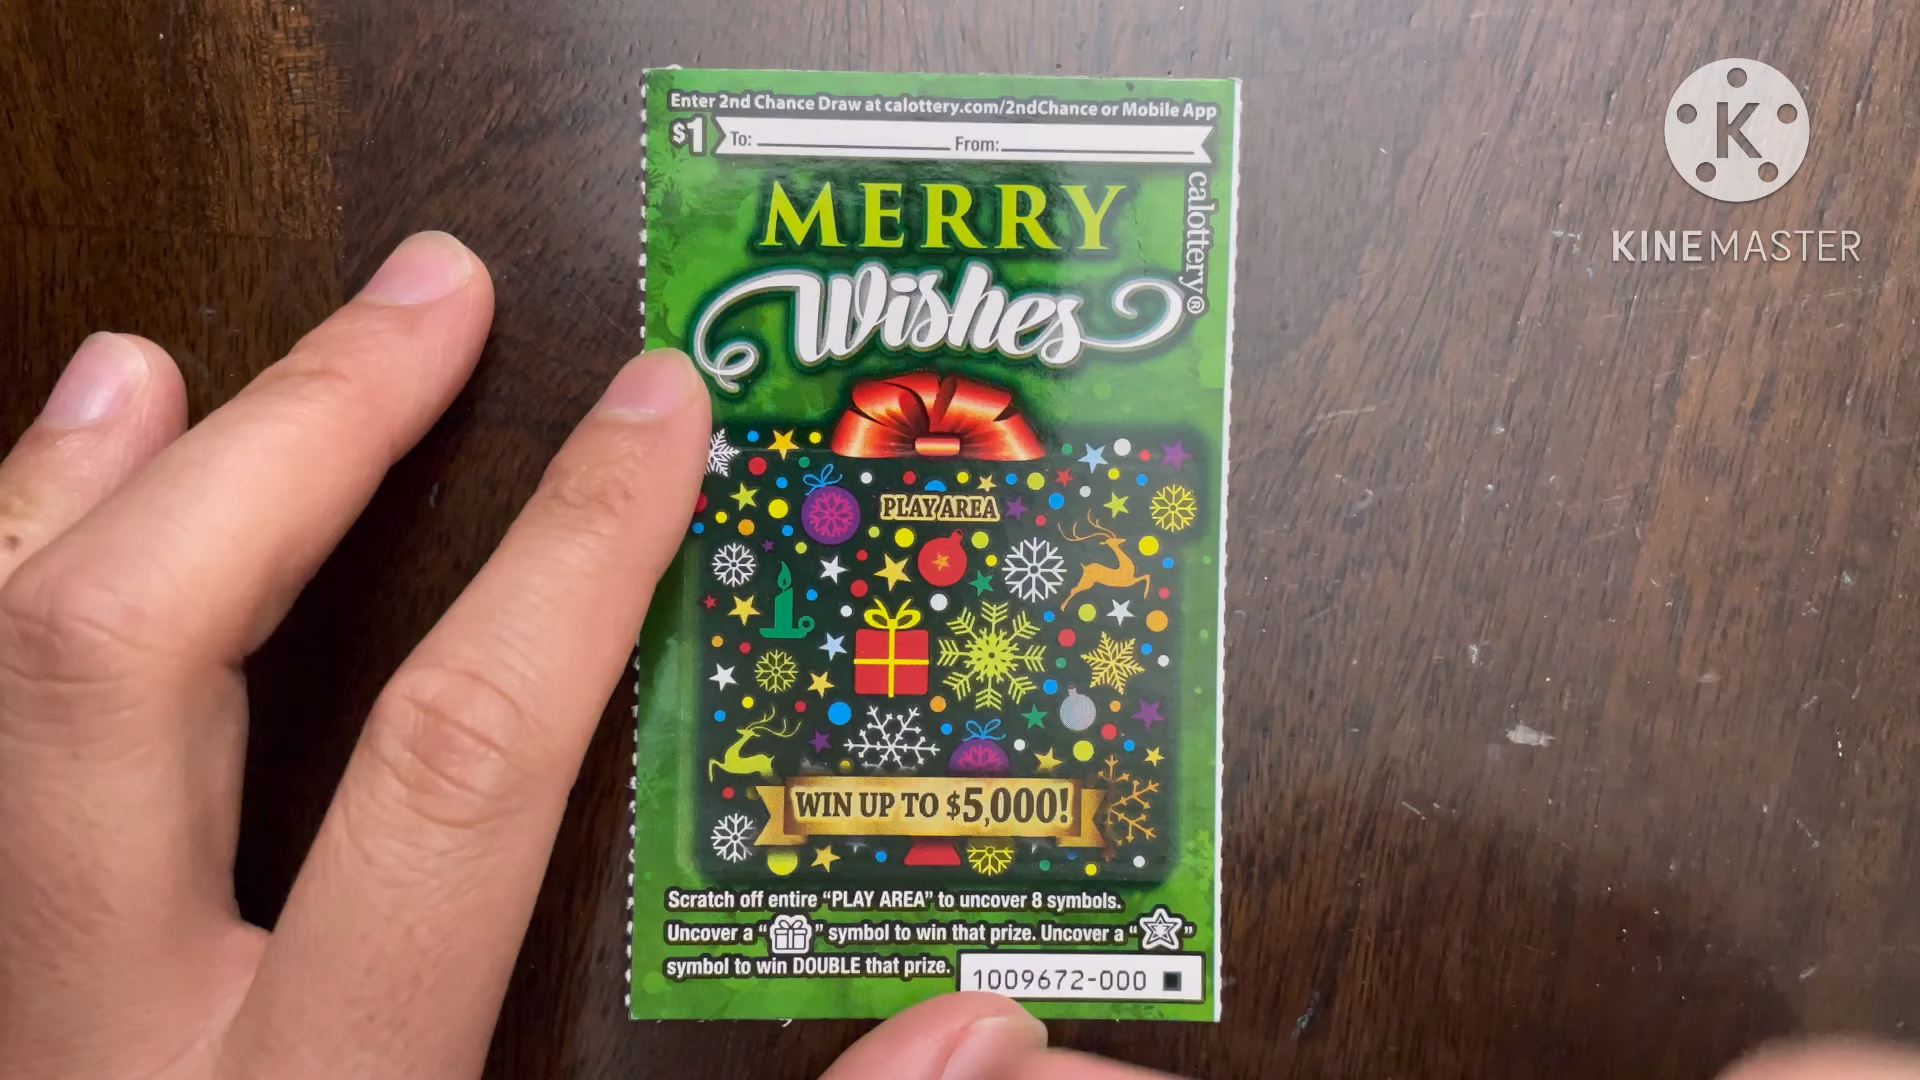 Enter 2nd Chance Draw at calottery.com/2ndChance or Mobile App
$1 To: From:
MERRY
Wishes
calottery®
PLAY AREA
WIN UP TO $5,000!
Scratch off entire “PLAY AREA” to uncover 8 symbols.
Uncover a “ ” symbol to win that prize. Uncover a “ ”
symbol to win DOUBLE that prize.
1009672-000
K
KINEMASTER